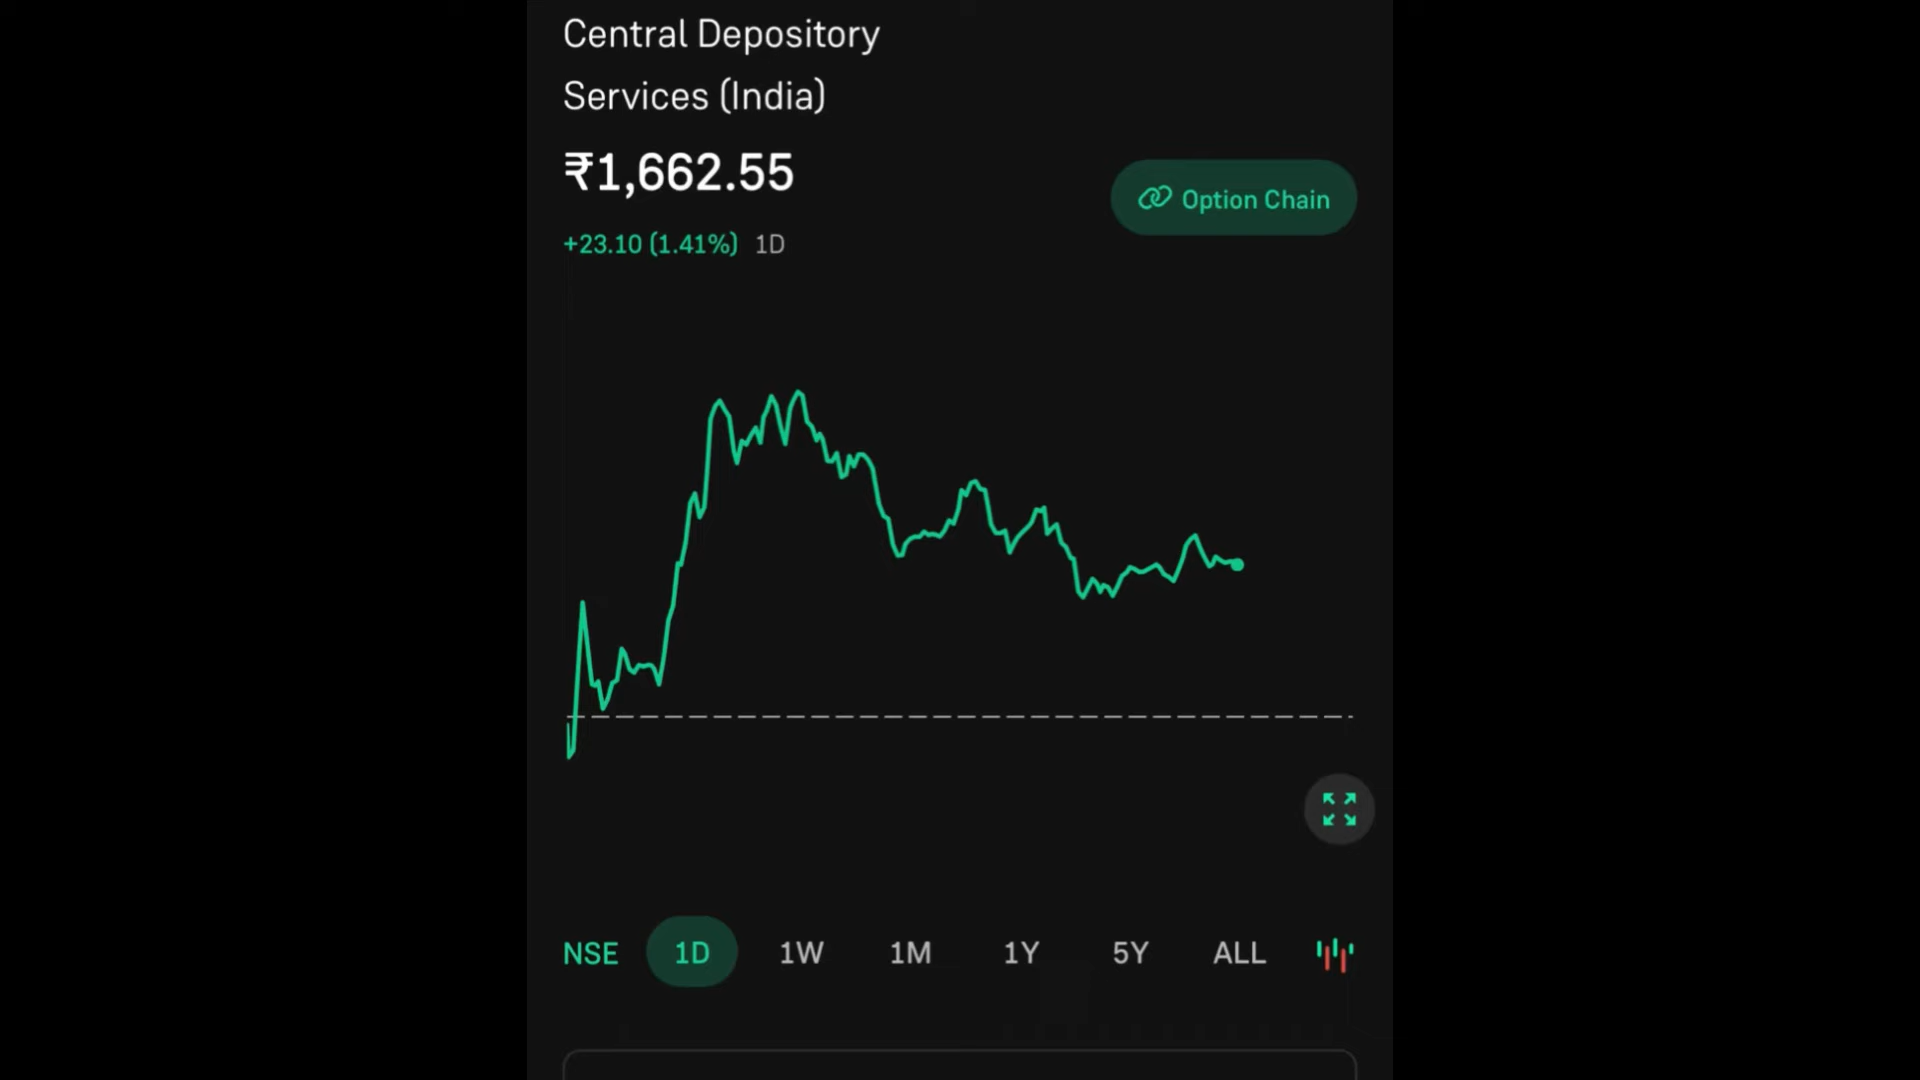 Central Depository
Services (India)
₹1,662.55
+23.10 (1.41%) 1D
Option Chain
NSE 1D 1W 1M 1Y 5Y ALL